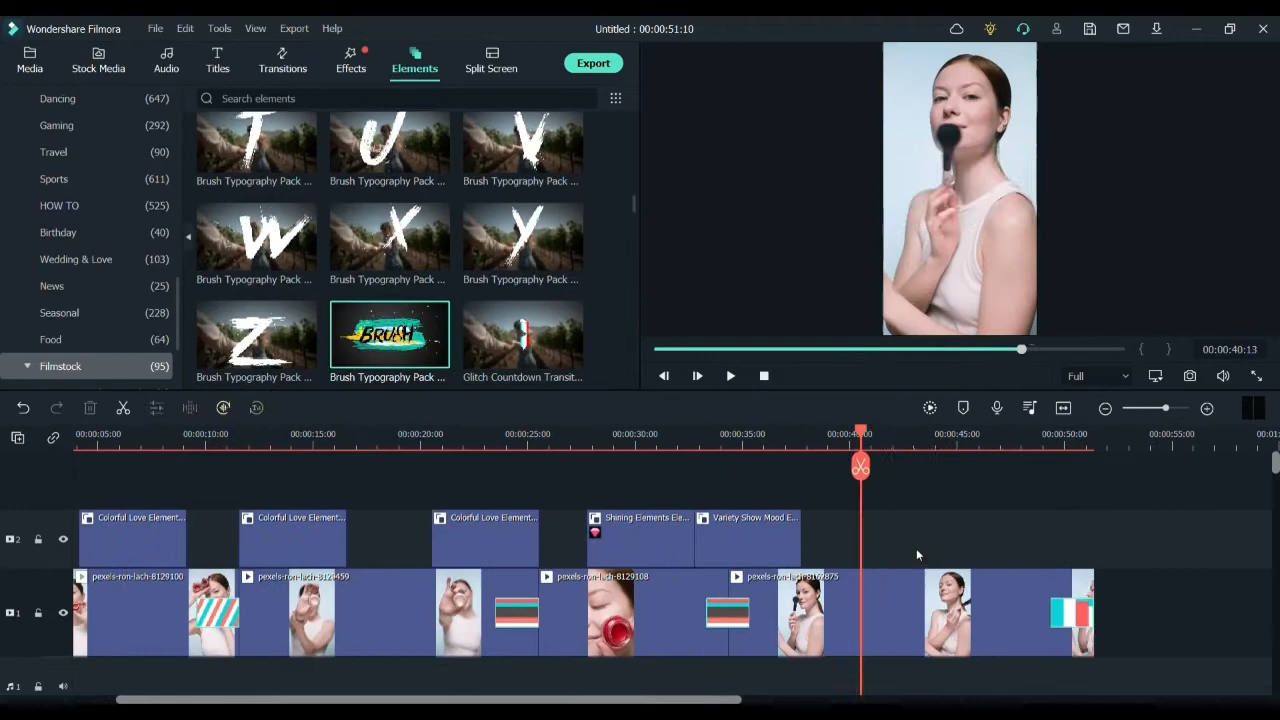 Wondershare Filmora
File Edit Tools View Export Help
Untitled : 00:00:51:10
Media Stock Media Audio Titles Transitions Effects Elements Split Screen
Export
Dancing (647)
Gaming (292)
Travel (90)
Sports (611)
HOW TO (525)
Birthday (40)
Wedding & Love (103)
News (25)
Seasonal (228)
Food (64)
Filmstock (95)
Search elements
T U V
Brush Typography Pack ... Brush Typography Pack ... Brush Typography Pack ...
W X Y
Brush Typography Pack ... Brush Typography Pack ... Brush Typography Pack ...
Z BRUSH
Brush Typography Pack ... Brush Typography Pack ... Glitch Countdown Transit...
{ } 00:00:40:13
Full
00:00:05:00 00:00:10:00 00:00:15:00 00:00:20:00 00:00:25:00 00:00:30:00 00:00:35:00 00:00:45:00 00:00:50:00 00:00:55:00
2
Colorful Love Element... Colorful Love Element... Colorful Love Element... Shining Elements Ele... Variety Show Mood E...
1
pexels-ron-lach-8129100 pexels-ron-lach-8129108
1